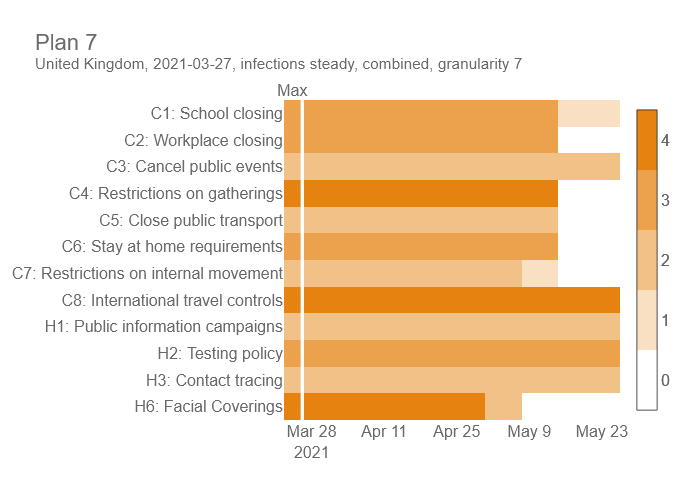 Plan 7
United Kingdom, 2021-03-27, infections steady, combined, granularity 7
Max
C1: School closing
C2: Workplace closing
C3: Cancel public events
C4: Restrictions on gatherings
C5: Close public transport
C6: Stay at home requirements
C7: Restrictions on internal movement
C8: International travel controls
H1: Public information campaigns
H2: Testing policy
H3: Contact tracing
H6: Facial Coverings
Mar 28 Apr 11 Apr 25 May 9 May 23
2021
4
3
2
1
0